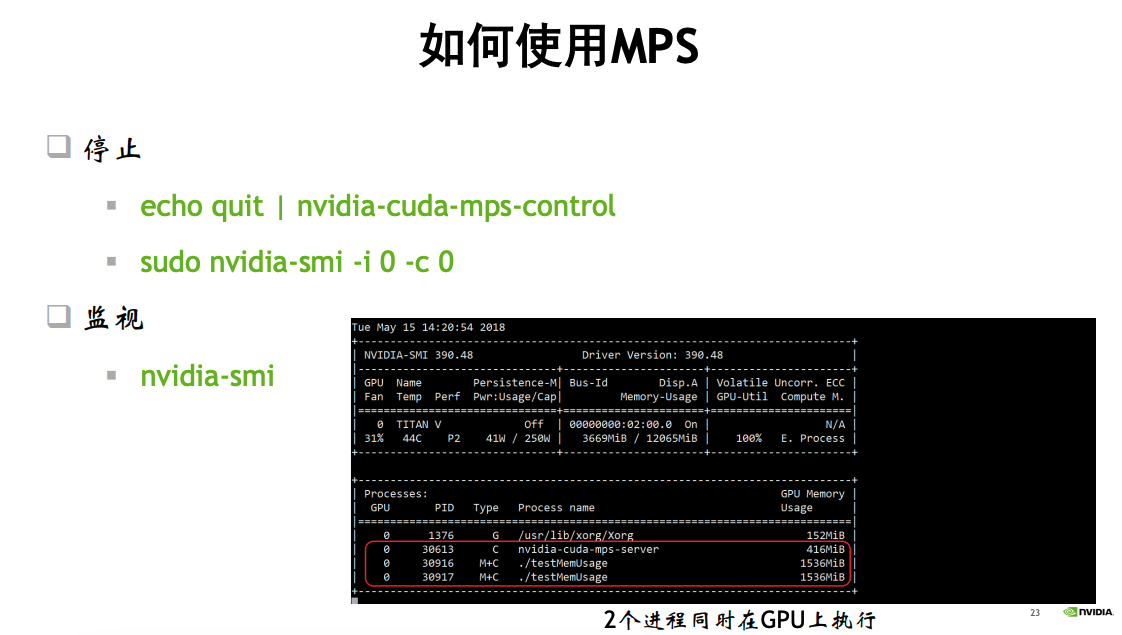 如何使用MPS
停止
echo quit | nvidia-cuda-mps-control
sudo nvidia-smi -i 0 -c 0
监视
nvidia-smi
Tue May 15 14:20:54 2018
+-----------------------------------------------------------------------------+
| NVIDIA-SMI 390.48                 Driver Version: 390.48                    |
|-------------------------------+----------------------+----------------------+
| GPU  Name        Persistence-M| Bus-Id        Disp.A | Volatile Uncorr. ECC |
| Fan  Temp  Perf  Pwr:Usage/Cap|         Memory-Usage | GPU-Util  Compute M. |
|===============================+======================+======================|
|   0  TITAN V             Off  | 00000000:02:00.0  On |                  N/A |
| 31%   44C    P2    41W / 250W |   3669MiB / 12065MiB |    100%   E. Process |
+-------------------------------+----------------------+----------------------+
+-----------------------------------------------------------------------------+
| Processes:                                                       GPU Memory |
|  GPU       PID   Type   Process name                             Usage      |
|=============================================================================|
|    0      1376      G   /usr/lib/xorg/Xorg                           152MiB |
|    0     30613      C   nvidia-cuda-mps-server                       416MiB |
|    0     30916    M+C   ./testMemUsage                              1536MiB |
|    0     30917    M+C   ./testMemUsage                              1536MiB |
+-----------------------------------------------------------------------------+
2个进程同时在GPU上执行
23
NVIDIA.